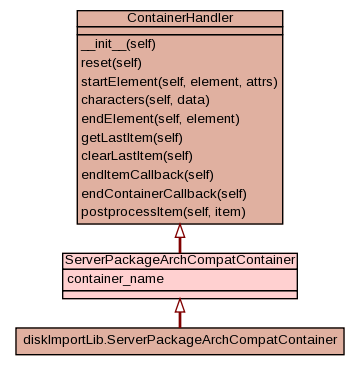 ContainerHandler
__init__(self)
reset(self)
startElement(self, element, attrs)
characters(self, data)
endElement(self, element)
getLastItem(self)
clearLastItem(self)
endItemCallback(self)
endContainerCallback(self)
postprocessItem(self, item)
ServerPackageArchCompatContainer
container_name
diskImportLib.ServerPackageArchCompatContainer